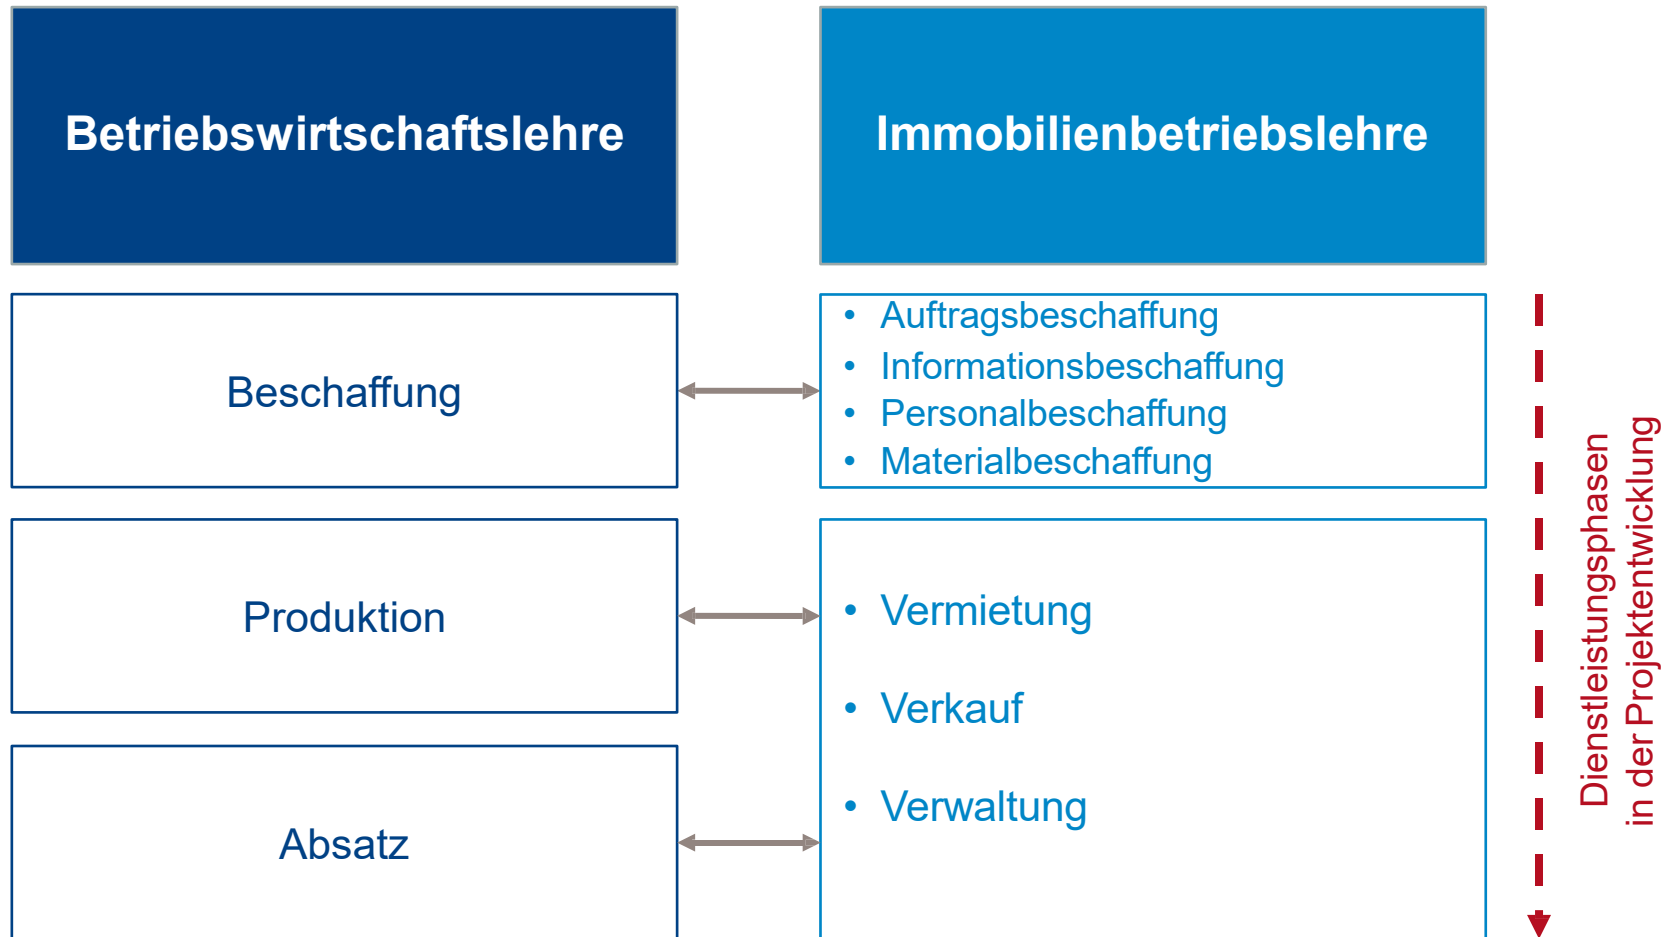 Betriebswirtschaftslehre
Immobilienbetriebslehre
Beschaffung
• Auftragsbeschaffung
• Informationsbeschaffung
• Personalbeschaffung
• Materialbeschaffung
Produktion
Absatz
• Vermietung
• Verkauf
• Verwaltung
Dienstleistungsphasen
in der Projektentwicklung